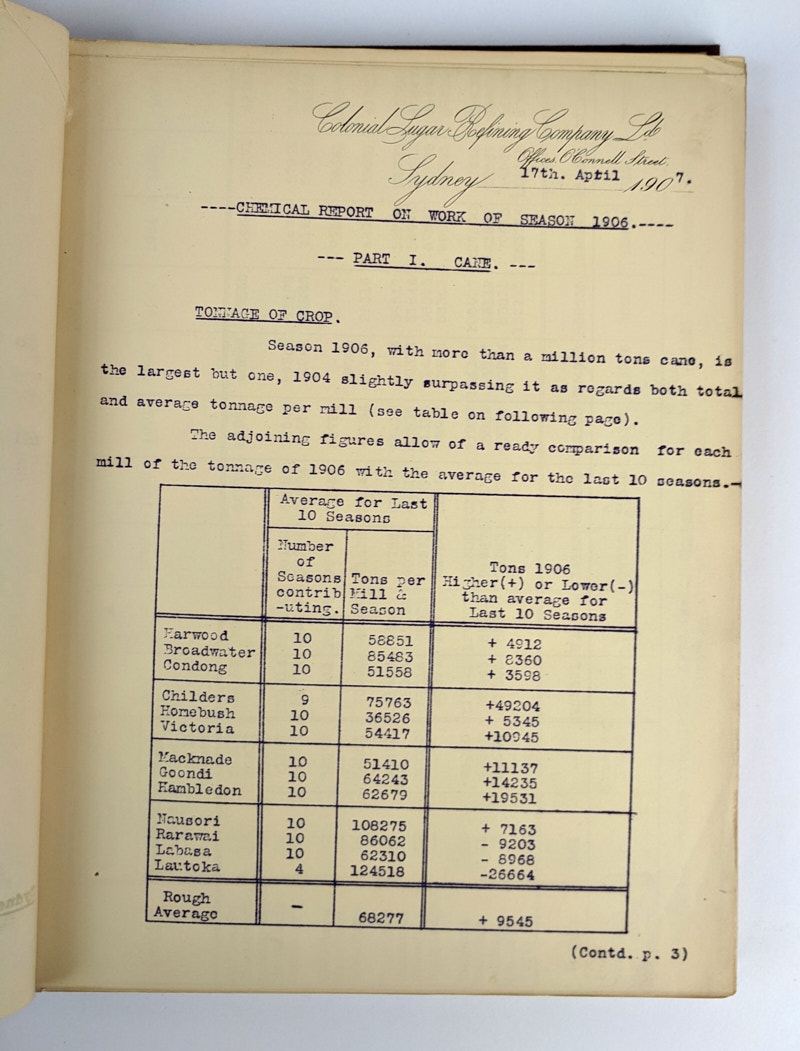 Colonial Sugar Refining Company Ld
Offices. O'Connell Street.
Sydney 17th. April 1907.
----CHEMICAL REPORT ON WORK OF SEASON 1906.----
--- PART I. CANE. ---
TONNAGE OF CROP.
Season 1906, with more than a million tons cane, is
the largest but one, 1904 slightly surpassing it as regards both total
and average tonnage per mill (see table on following page).
The adjoining figures allow of a ready comparison for each
mill of the tonnage of 1906 with the average for the last 10 seasons.-
Average for Last
10 Seasons
Number
of
Seasons
contrib
-uting.
Tons per
Mill &
Season
Tons 1906
Higher(+) or Lower(-)
than average for
Last 10 Seasons
Harwood 10 58851 + 4912
Broadwater 10 85483 + 8360
Condong 10 51558 + 3598
Childers 9 75763 +49204
Homebush 10 36526 + 5345
Victoria 10 54417 +10945
Macknade 10 51410 +11137
Goondi 10 64243 +14235
Hambledon 10 62679 +19531
Nausori 10 108275 + 7163
Rarawai 10 86062 - 9203
Labasa 10 62310 - 8968
Lautoka 4 124518 -26664
Rough
Average - 68277 + 9545
(Contd. p. 3)